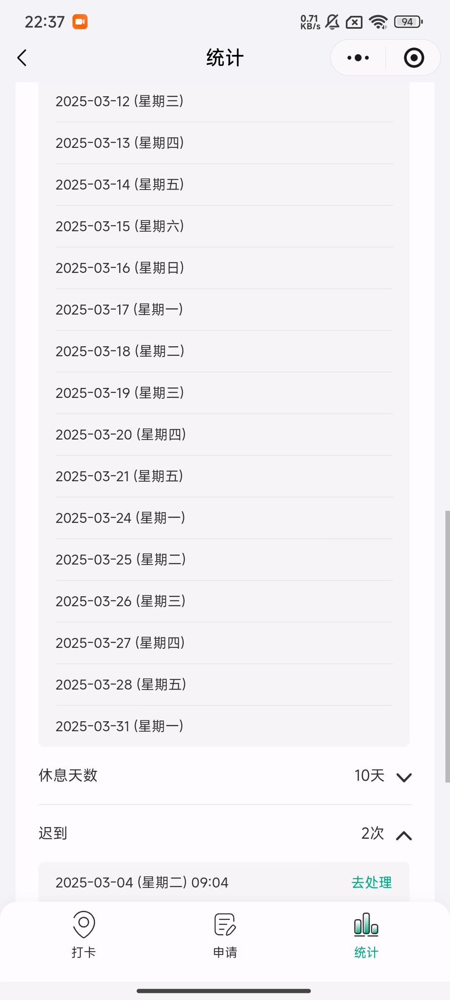 22:37
0.71
KB/s
94
统计
2025-03-12 (星期三)
2025-03-13 (星期四)
2025-03-14 (星期五)
2025-03-15 (星期六)
2025-03-16 (星期日)
2025-03-17 (星期一)
2025-03-18 (星期二)
2025-03-19 (星期三)
2025-03-20 (星期四)
2025-03-21 (星期五)
2025-03-24 (星期一)
2025-03-25 (星期二)
2025-03-26 (星期三)
2025-03-27 (星期四)
2025-03-28 (星期五)
2025-03-31 (星期一)
休息天数 10天
迟到 2次
2025-03-04 (星期二) 09:04 去处理
打卡 申请 统计